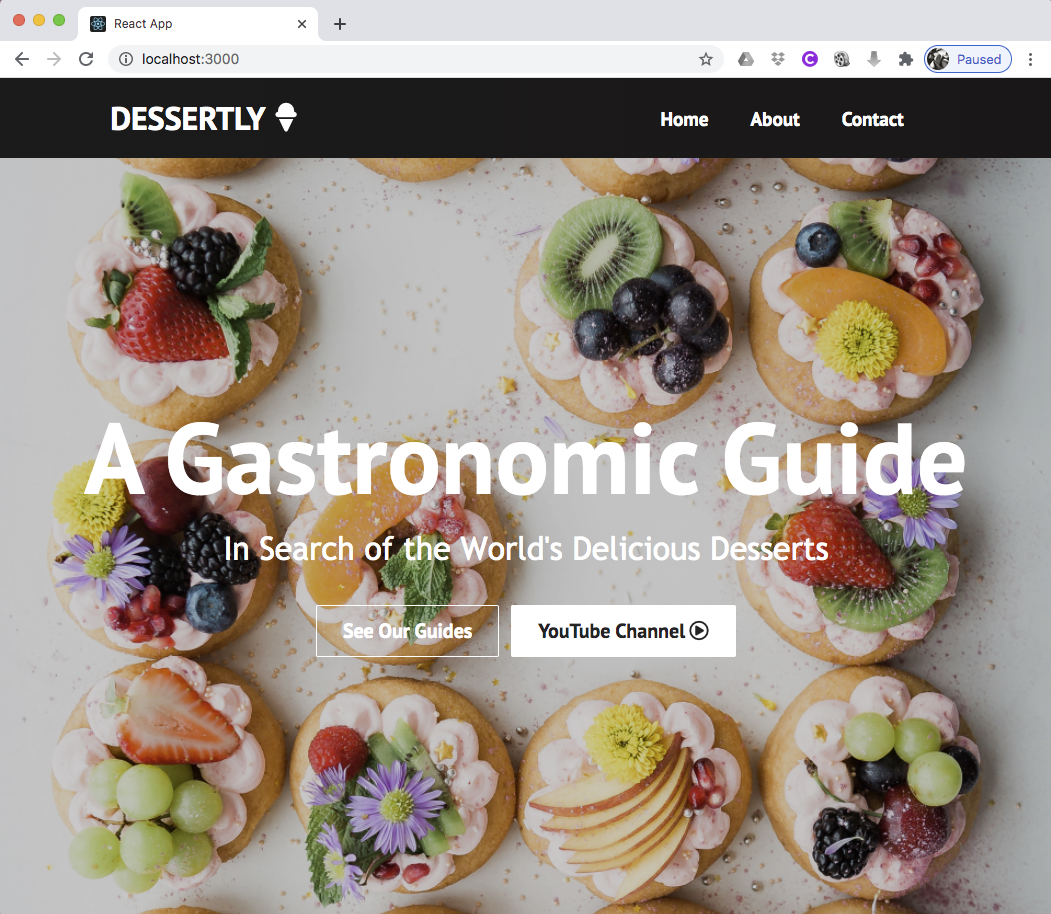 React App
localhost:3000
Paused
DESSERTLY
Home About Contact
A Gastronomic Guide
In Search of the World's Delicious Desserts
See Our Guides YouTube Channel